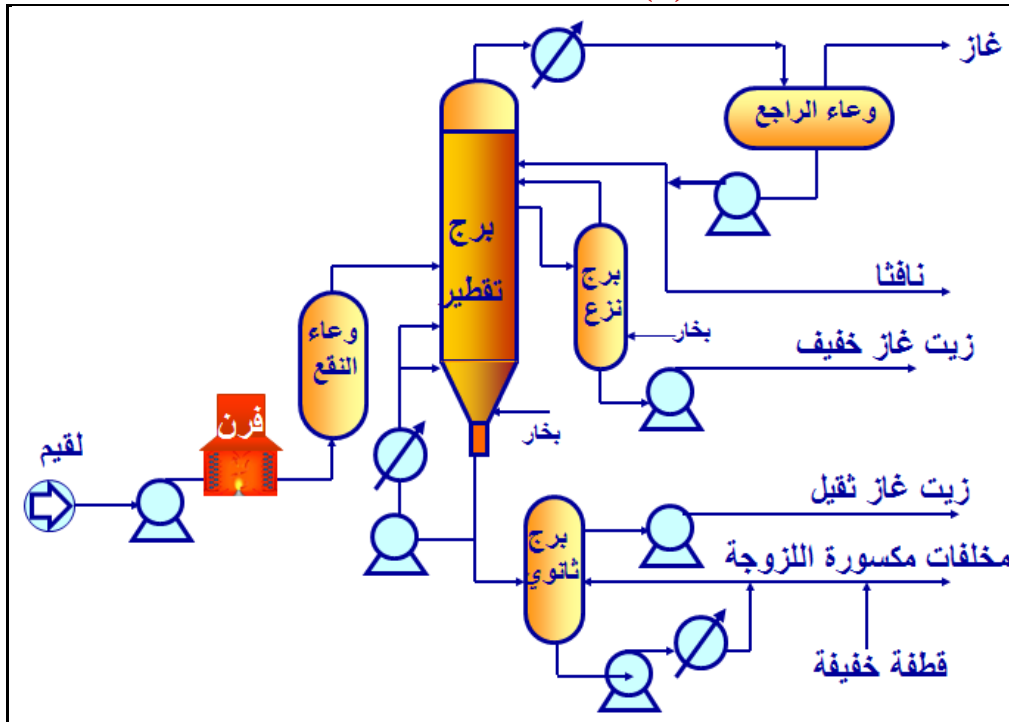 غاز
وعاء الراجع
برج
تقطير
برج
نزع
نافثا
بخار
وعاء
النقع
زيت غاز خفيف
فرن
بخار
لقيم
زيت غاز ثقيل
برج
ثانوي
مخلفات مكسورة اللزوجة
قطفة خفيفة